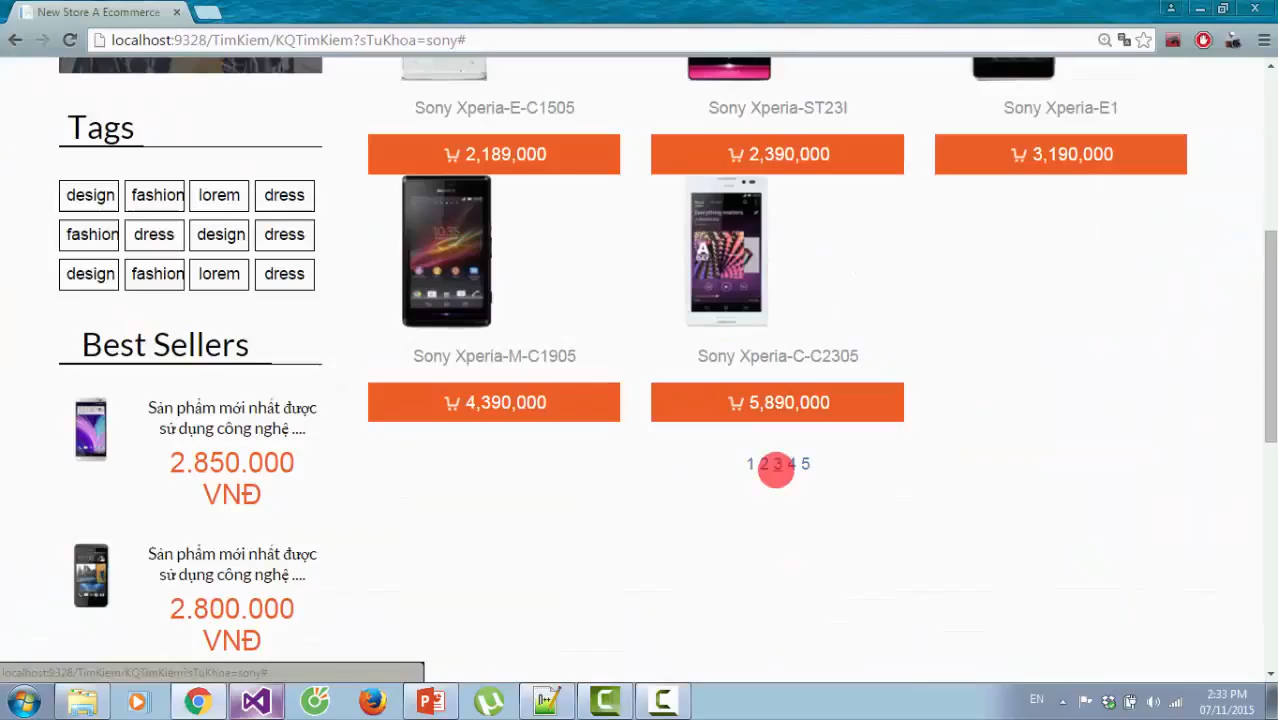 New Store A Ecommerce
localhost:9328/TimKiem/KQTimKiem?sTuKhoa=sony#
Sony Xperia-E-C1505
Sony Xperia-ST23I
Sony Xperia-E1
2,189,000
2,390,000
3,190,000
Sony Xperia-M-C1905
Sony Xperia-C-C2305
4,390,000
5,890,000
1 2 3 4 5
Tags
design fashion lorem dress
fashion dress design dress
design fashion lorem dress
Best Sellers
Sản phẩm mới nhất được
sử dụng công nghệ ....
2.850.000
VNĐ
Sản phẩm mới nhất được
sử dụng công nghệ ....
2.800.000
VNĐ
localhost:9328/TimKiem/KQTimKiem?sTuKhoa=sony#
EN
2:33 PM
07/11/2015